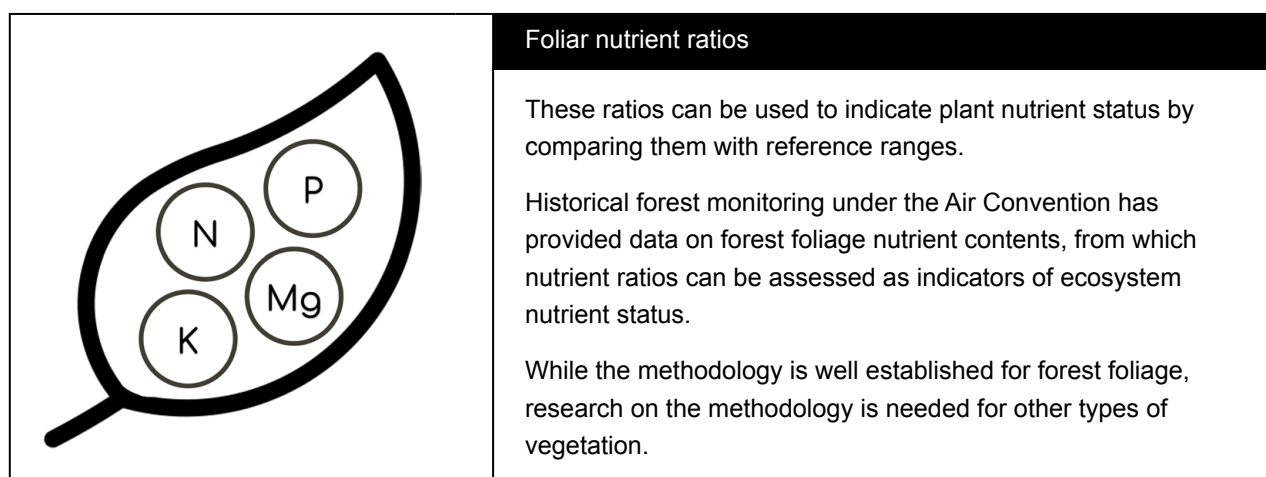 P
N
Mg
K
Foliar nutrient ratios
These ratios can be used to indicate plant nutrient status by
comparing them with reference ranges.
Historical forest monitoring under the Air Convention has
provided data on forest foliage nutrient contents, from which
nutrient ratios can be assessed as indicators of ecosystem
nutrient status.
While the methodology is well established for forest foliage,
research on the methodology is needed for other types of
vegetation.